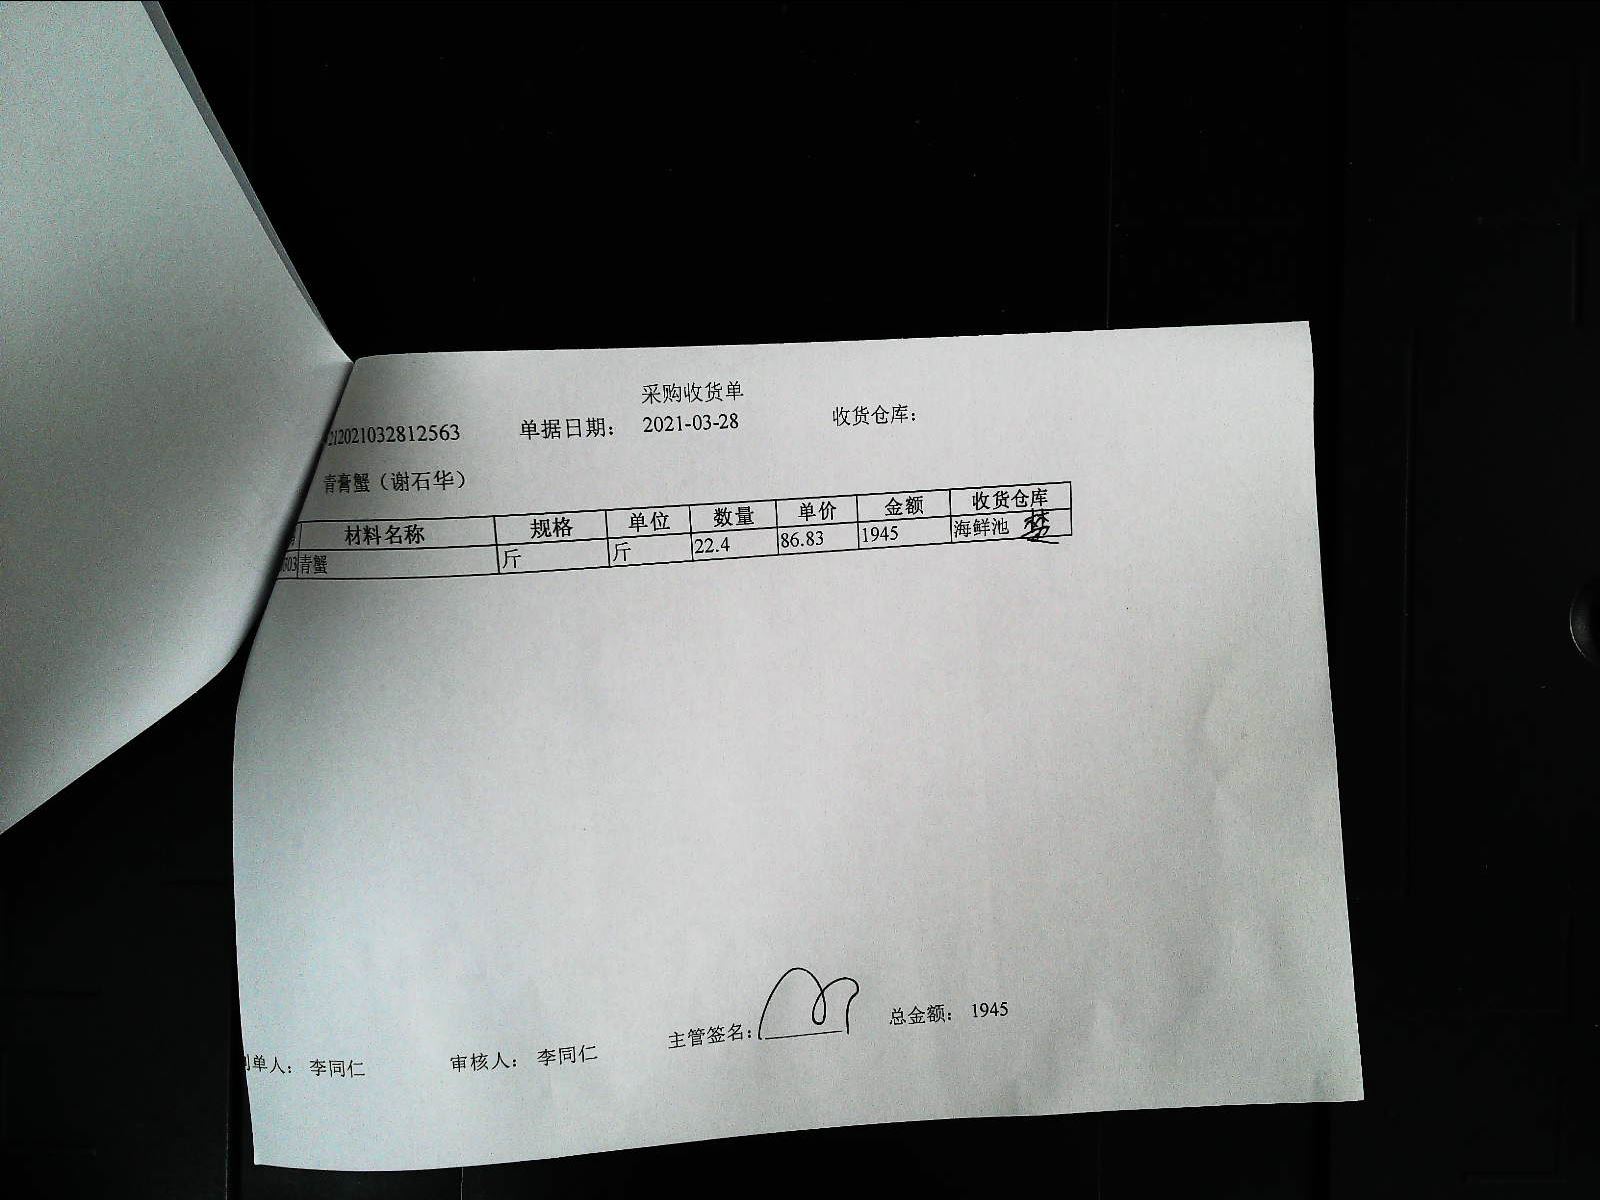 采购收货单
2021032812563 单据日期： 2021-03-28 收货仓库：
青膏蟹（谢石华）
材料名称 规格 单位 数量 单价 金额 收货仓库
青蟹 斤 斤 22.4 86.83 1945 海鲜池
主管签名： 总金额： 1945
单人： 李同仁 审核人： 李同仁